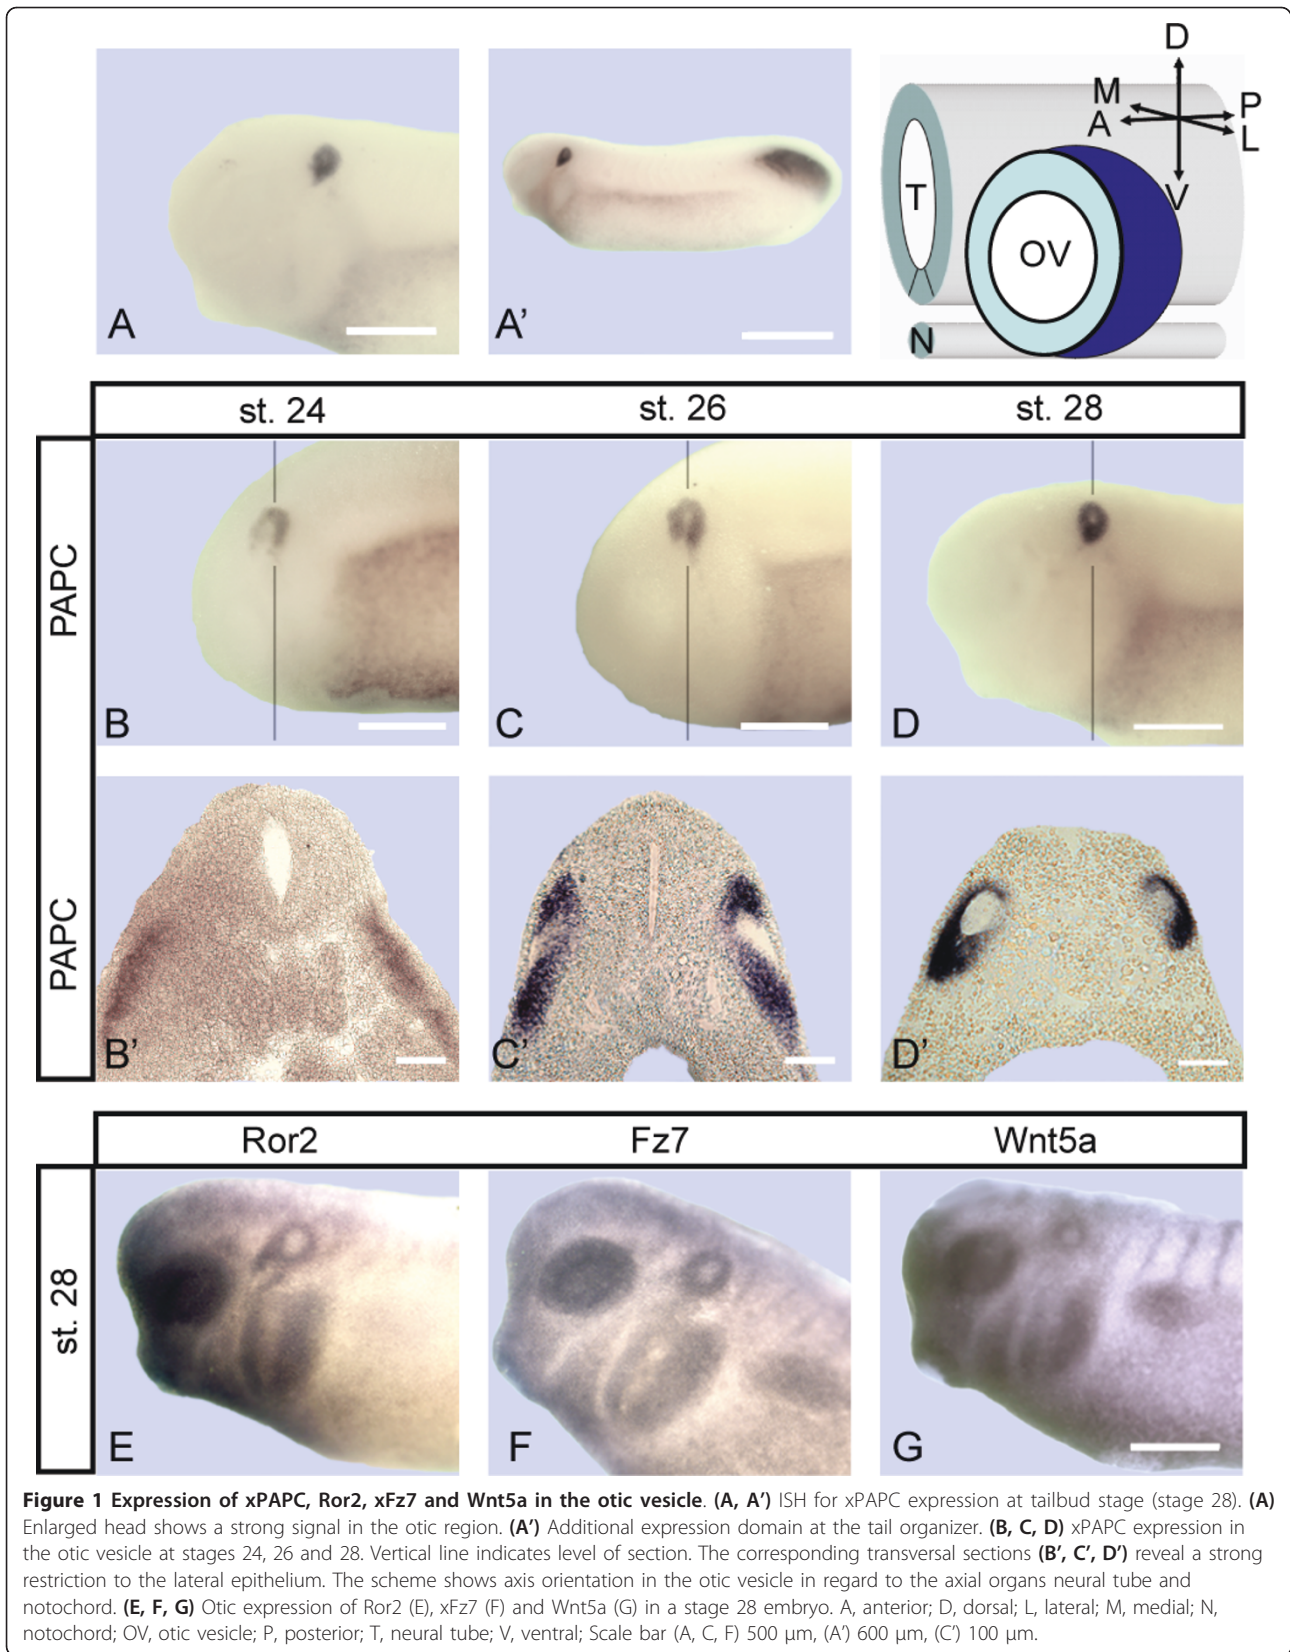 A
A’
D
M
P
A
L
T
V
OV
N
st. 24
st. 26
st. 28
PAPC
B
C
D
PAPC
B’
C’
D’
Ror2
Fz7
Wnt5a
st. 28
E
F
G
Figure 1 Expression of xPAPC, Ror2, xFz7 and Wnt5a in the otic vesicle. (A, A’) ISH for xPAPC expression at tailbud stage (stage 28). (A)
Enlarged head shows a strong signal in the otic region. (A’) Additional expression domain at the tail organizer. (B, C, D) xPAPC expression in
the otic vesicle at stages 24, 26 and 28. Vertical line indicates level of section. The corresponding transversal sections (B’, C’, D’) reveal a strong
restriction to the lateral epithelium. The scheme shows axis orientation in the otic vesicle in regard to the axial organs neural tube and
notochord. (E, F, G) Otic expression of Ror2 (E), xFz7 (F) and Wnt5a (G) in a stage 28 embryo. A, anterior; D, dorsal; L, lateral; M, medial; N,
notochord; OV, otic vesicle; P, posterior; T, neural tube; V, ventral; Scale bar (A, C, F) 500 μm, (A’) 600 μm, (C’) 100 μm.